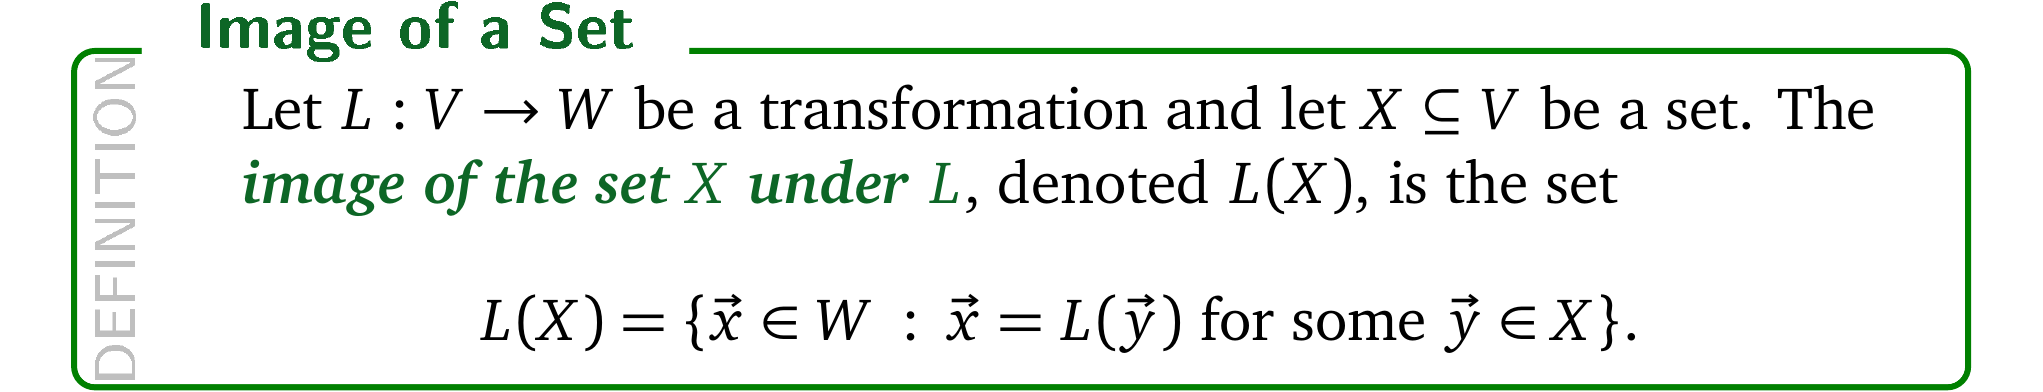 Image of a Set
DEFINITION
Let L : V → W be a transformation and let X ⊆ V be a set. The
image of the set X under L, denoted L(X), is the set
L(X) = {x⃗ ∈ W : x⃗ = L(y⃗) for some y⃗ ∈ X}.